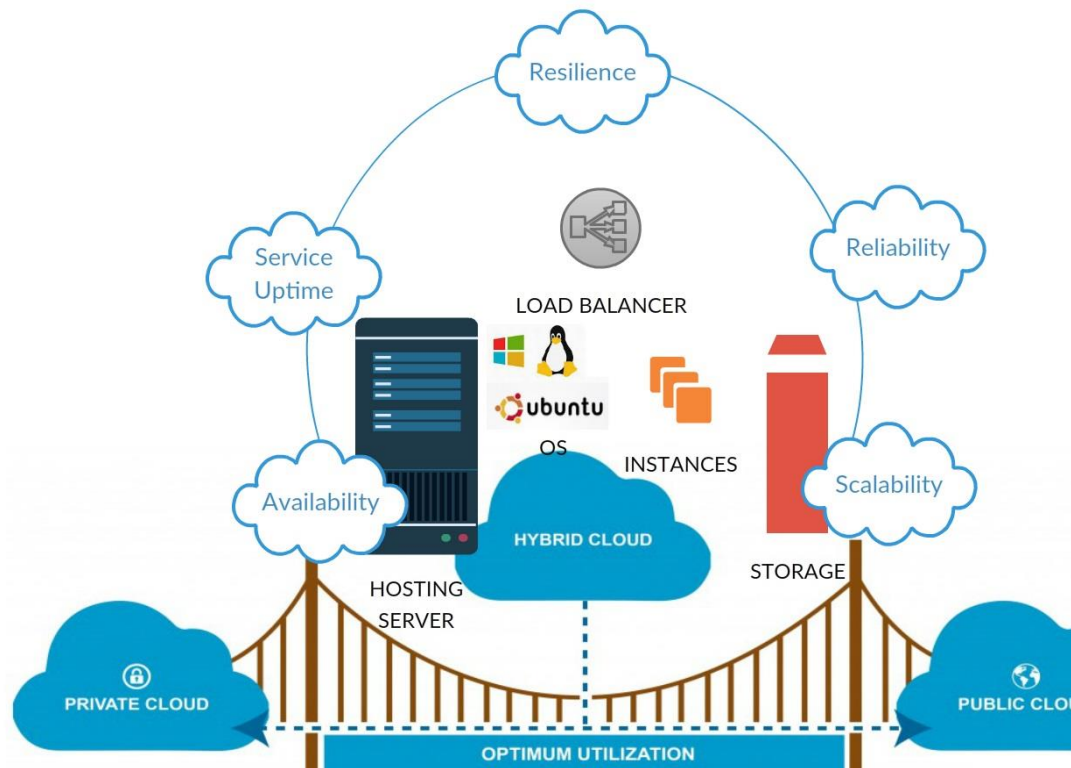 Resilience
Service
Uptime
Reliability
LOAD BALANCER
ubuntu
OS
INSTANCES
Availability
Scalability
HYBRID CLOUD
STORAGE
HOSTING
SERVER
PRIVATE CLOUD
PUBLIC CLOU
OPTIMUM UTILIZATION